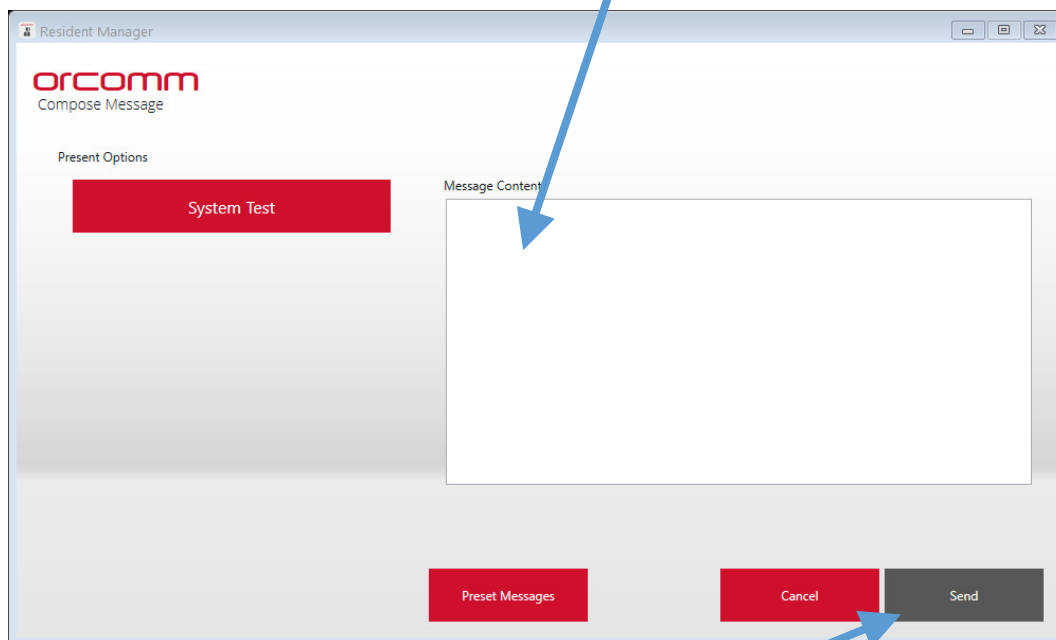 Resident Manager
orcomm
Compose Message
Present Options
System Test
Message Content
Preset Messages
Cancel
Send